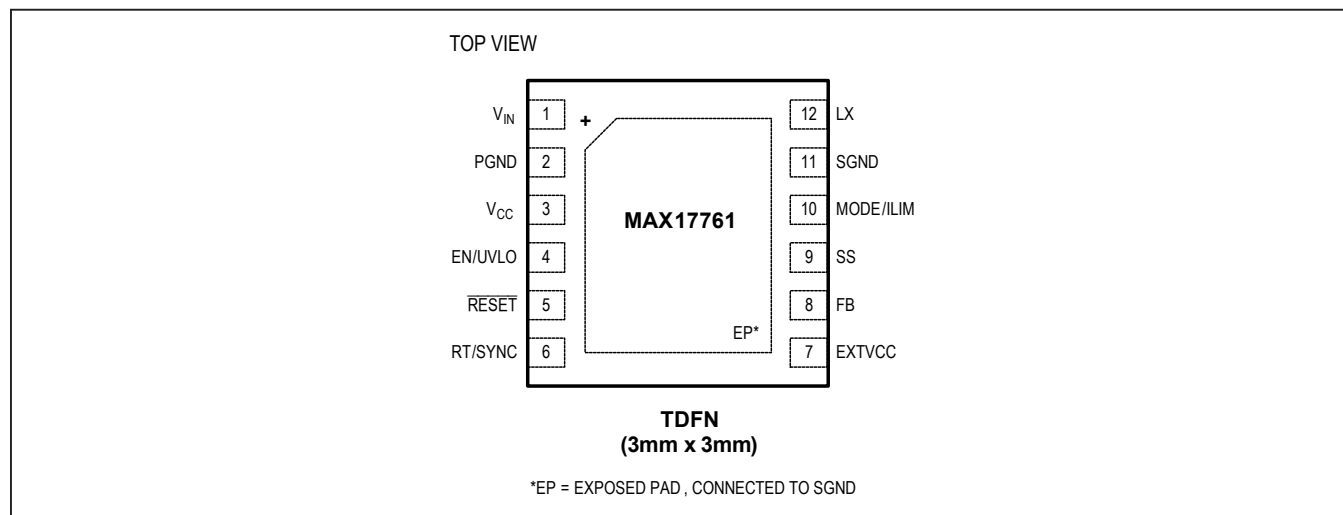 TOP VIEW
VIN 1 + 12 LX
PGND 2 11 SGND
VCC 3 MAX17761 10 MODE/ILIM
EN/UVLO 4 9 SS
RESET 5 8 FB
EP*
RT/SYNC 6 7 EXTVCC
TDFN
(3mm x 3mm)
*EP = EXPOSED PAD , CONNECTED TO SGND